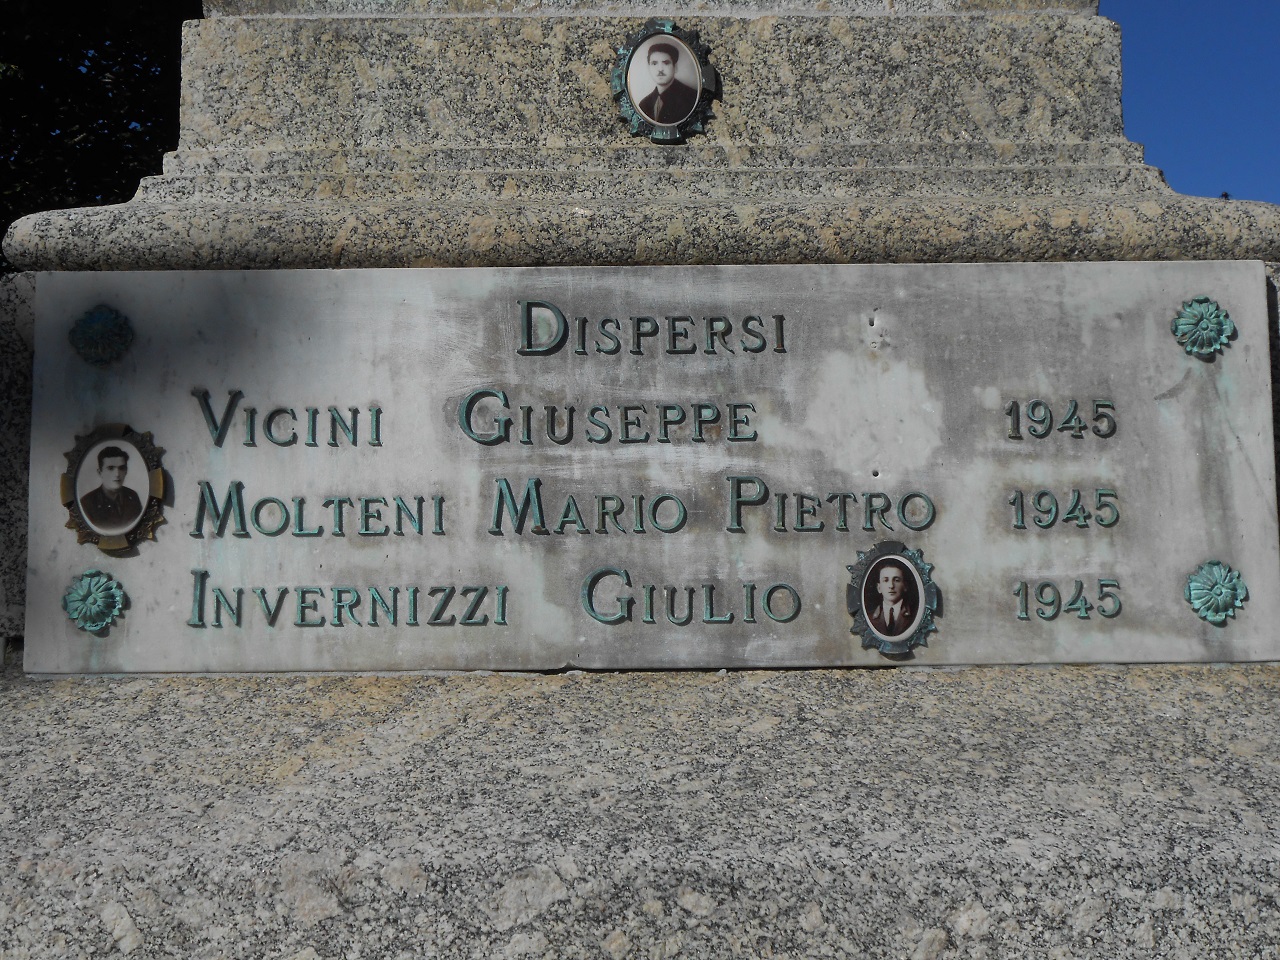 DISPERSI
VICINI GIUSEPPE 1945
MOLTENI MARIO PIETRO 1945
INVERNIZZI GIULIO 1945